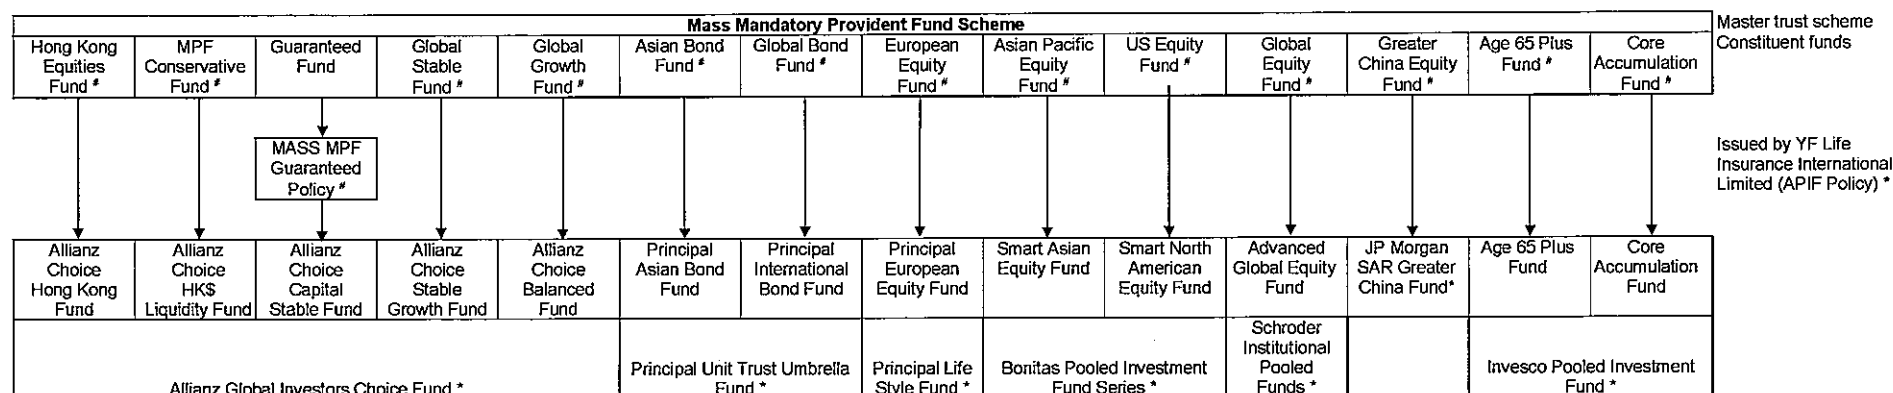 Mass Mandatory Provident Fund Scheme
Master trust scheme
Constituent funds
Hong Kong
Equities
Fund #
MPF
Conservative
Fund #
Guaranteed
Fund
Global
Stable
Fund #
Global
Growth
Fund #
Asian Bond
Fund #
Global Bond
Fund #
European
Equity
Fund #
Asian Pacific
Equity
Fund #
US Equity
Fund #
Global
Equity
Fund #
Greater
China Equity
Fund #
Age 65 Plus
Fund #
Core
Accumulation
Fund #
MASS MPF
Guaranteed
Policy #
Issued by YF Life
Insurance International
Limited (APIF Policy) *
Allianz
Choice
Hong Kong
Fund
Allianz
Choice
HK$
Liquidity Fund
Allianz
Choice
Capital
Stable Fund
Allianz
Choice
Stable
Growth Fund
Allianz
Choice
Balanced
Fund
Principal
Asian Bond
Fund
Principal
International
Bond Fund
Principal
European
Equity Fund
Smart Asian
Equity Fund
Smart North
American
Equity Fund
Advanced
Global Equity
Fund
JP Morgan
SAR Greater
China Fund*
Age 65 Plus
Fund
Core
Accumulation
Fund
Allianz Global Investors Choice Fund *
Principal Unit Trust Umbrella
Fund *
Principal Life
Style Fund *
Bonitas Pooled Investment
Fund Series *
Schroder
Institutional
Pooled
Funds *
Invesco Pooled Investment
Fund *